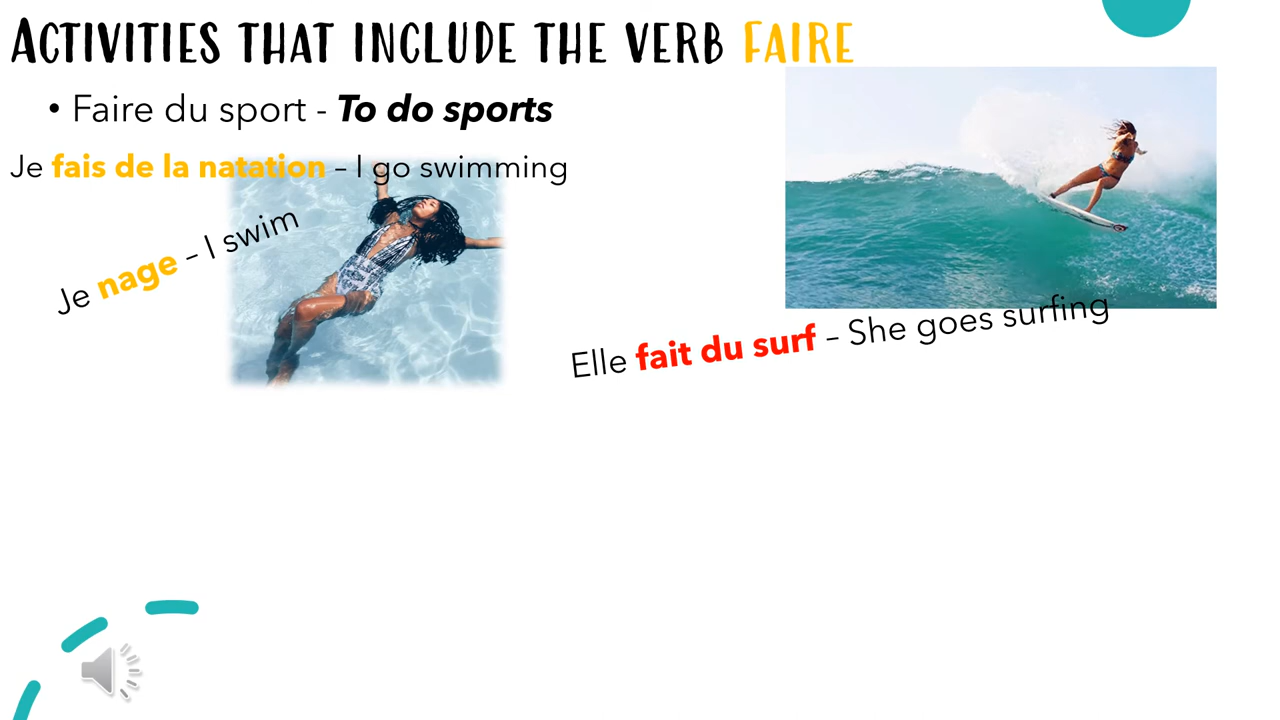 Activities that include the verb Faire
• Faire du sport - To do sports
Je fais de la natation – I go swimming
Je nage – I swim
Elle fait du surf – She goes surfing